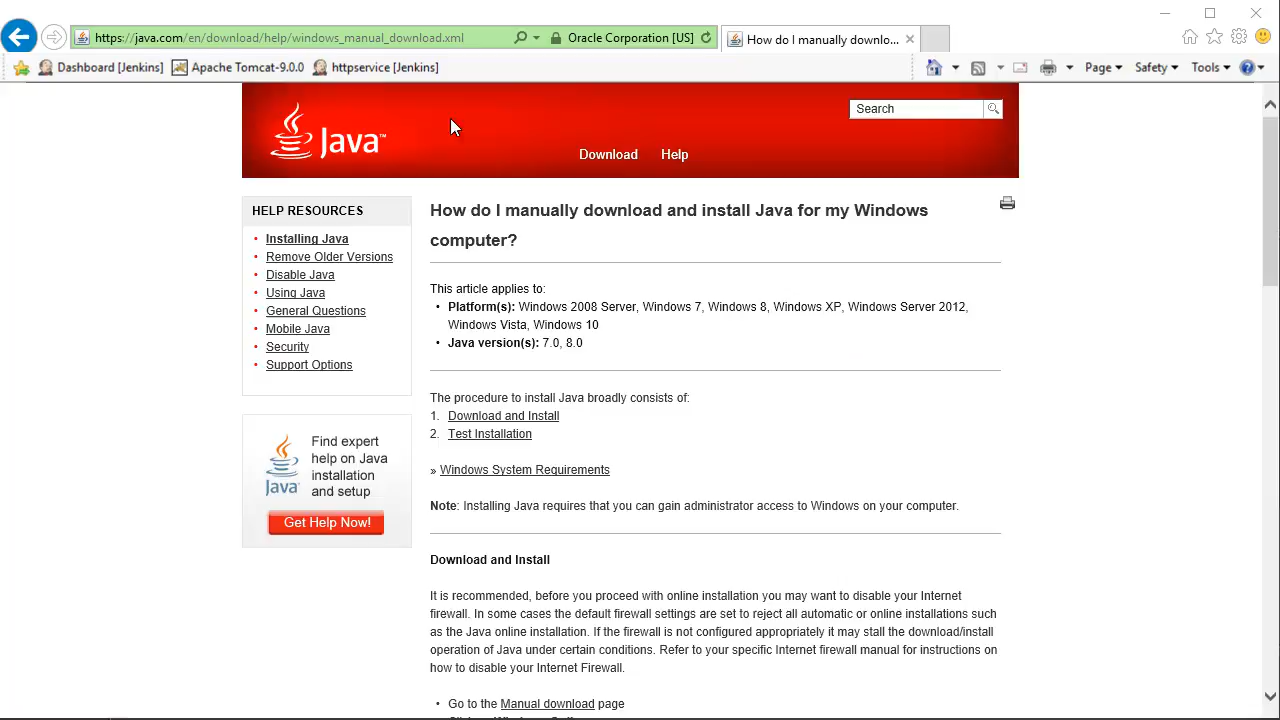 https://java.com/en/download/help/windows_manual_download.xml
Oracle Corporation [US]
How do I manually downlo...
Dashboard [Jenkins]
Apache Tomcat-9.0.0
httpservice [Jenkins]
Page
Safety
Tools
Java™
Search
Download
Help
HELP RESOURCES
• Installing Java
• Remove Older Versions
• Disable Java
• Using Java
• General Questions
• Mobile Java
• Security
• Support Options
Java
Find expert
help on Java
installation
and setup
Get Help Now!
How do I manually download and install Java for my Windows
computer?
This article applies to:
• Platform(s): Windows 2008 Server, Windows 7, Windows 8, Windows XP, Windows Server 2012,
Windows Vista, Windows 10
• Java version(s): 7.0, 8.0
The procedure to install Java broadly consists of:
1. Download and Install
2. Test Installation
» Windows System Requirements
Note: Installing Java requires that you can gain administrator access to Windows on your computer.
Download and Install
It is recommended, before you proceed with online installation you may want to disable your Internet
firewall. In some cases the default firewall settings are set to reject all automatic or online installations such
as the Java online installation. If the firewall is not configured appropriately it may stall the download/install
operation of Java under certain conditions. Refer to your specific Internet firewall manual for instructions on
how to disable your Internet Firewall.
• Go to the Manual download page